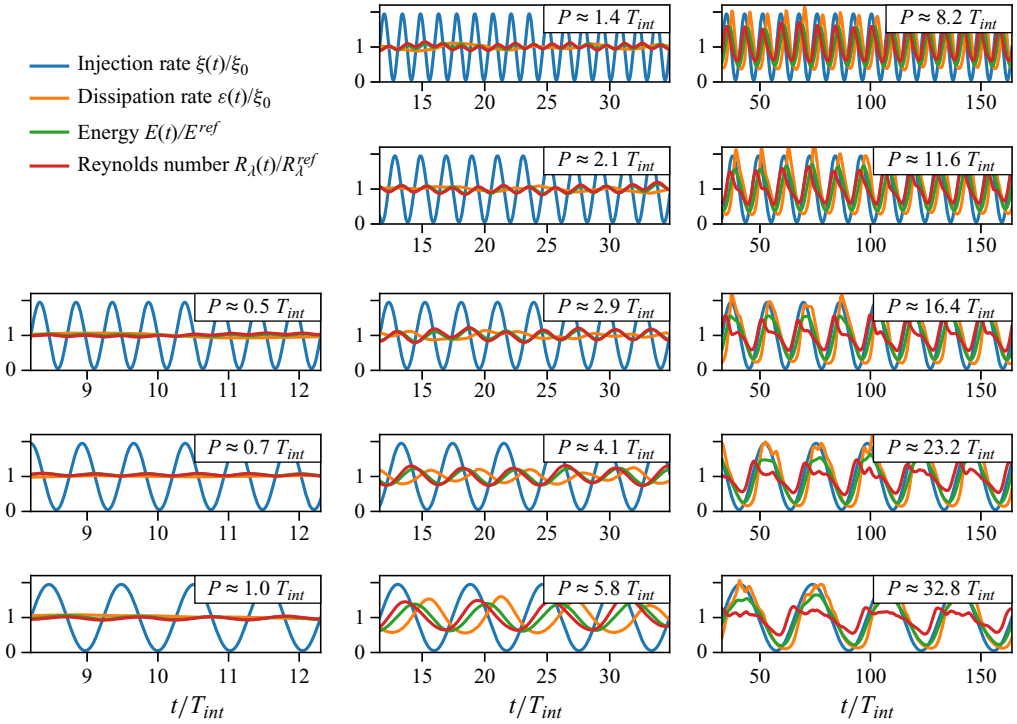 Injection rate ξ(t)/ξ₀
Dissipation rate ε(t)/ξ₀
Energy E(t)/E^ref
Reynolds number R_λ(t)/R_λ^ref
P ≈ 1.4 T_int
1
0
15 20 25 30
P ≈ 8.2 T_int
1
0
50 100 150
P ≈ 2.1 T_int
1
0
15 20 25 30
P ≈ 11.6 T_int
1
0
50 100 150
P ≈ 0.5 T_int
1
0
9 10 11 12
P ≈ 2.9 T_int
1
0
15 20 25 30
P ≈ 16.4 T_int
1
0
50 100 150
P ≈ 0.7 T_int
1
0
9 10 11 12
P ≈ 4.1 T_int
1
0
15 20 25 30
P ≈ 23.2 T_int
1
0
50 100 150
P ≈ 1.0 T_int
1
0
9 10 11 12
t/T_int
P ≈ 5.8 T_int
1
0
15 20 25 30
t/T_int
P ≈ 32.8 T_int
1
0
50 100 150
t/T_int